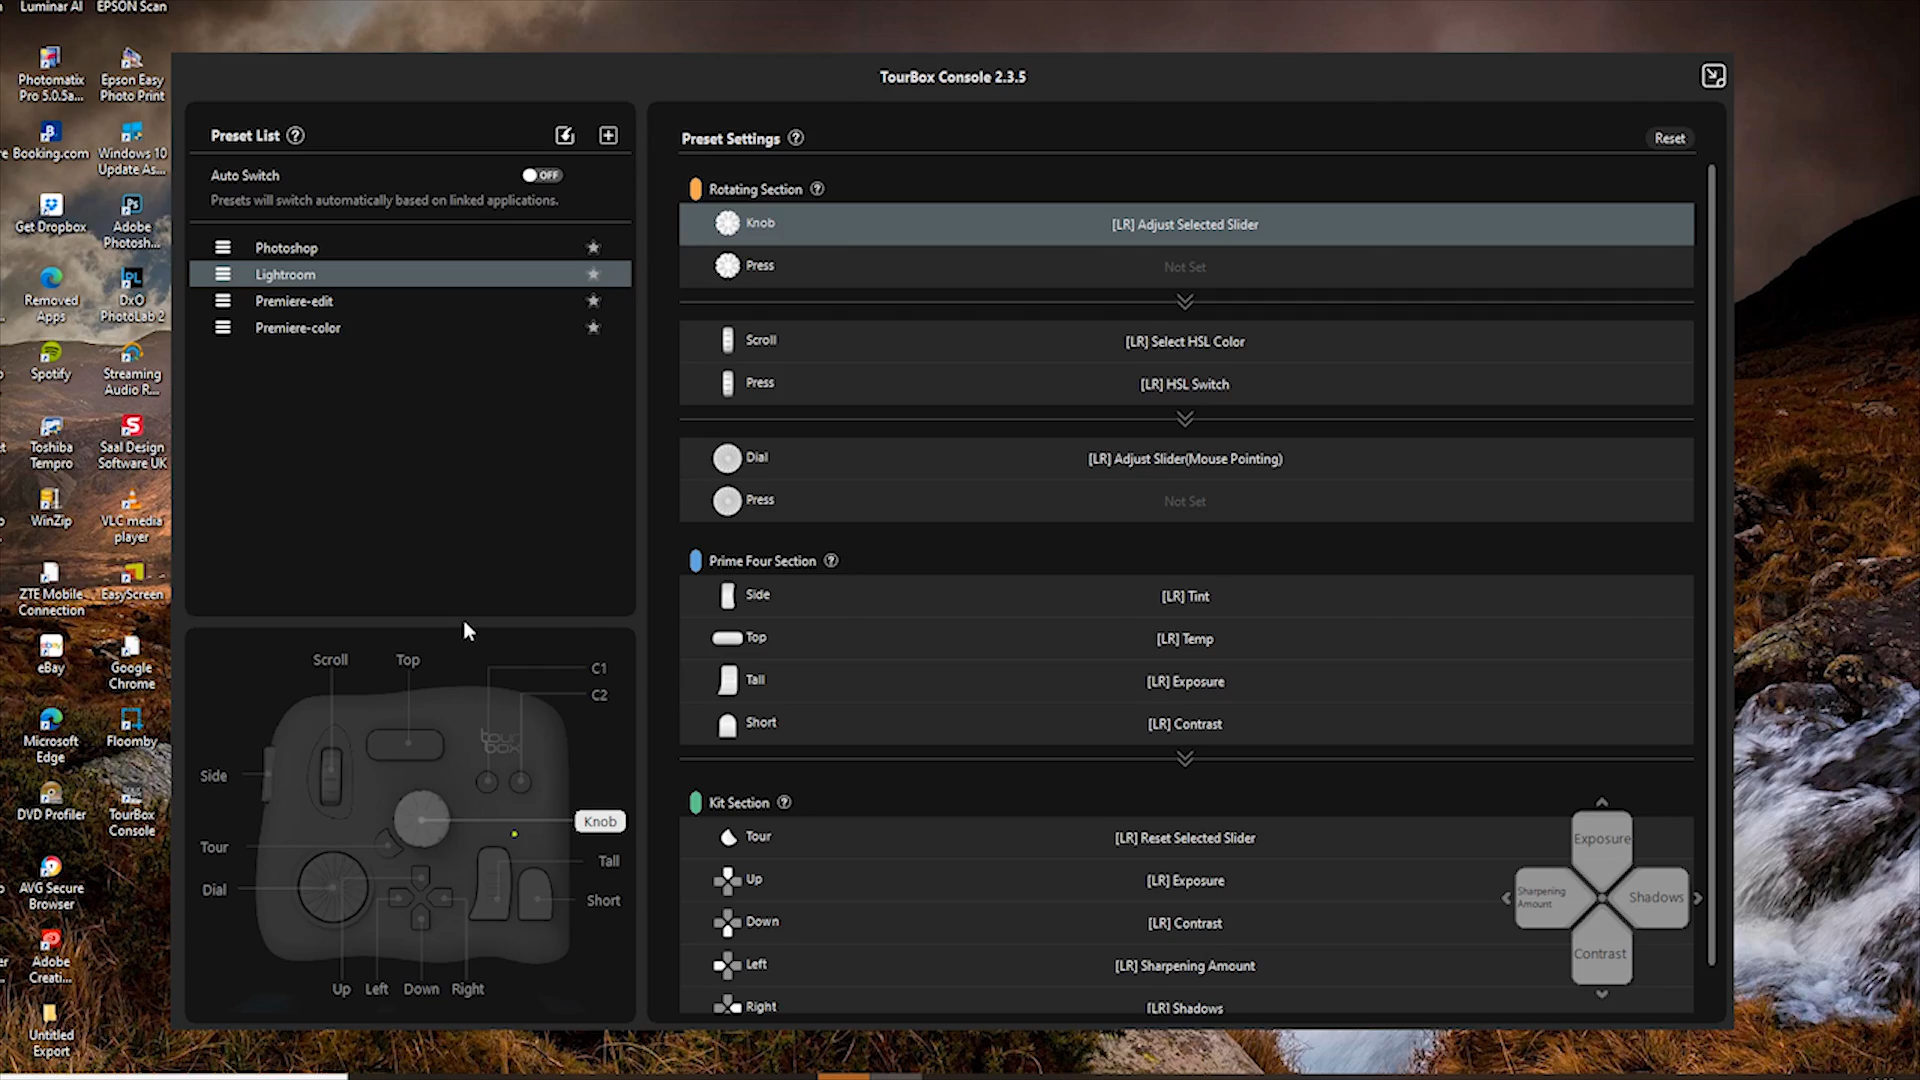 Luminar AI
EPSON Scan
Photomatix
Pro 5.0.5a...
Epson Easy
Photo Print
Booking.com
Windows 10
Update As...
Get Dropbox
Adobe
Photosh...
Removed
Apps
DxO
PhotoLab 2
Spotify
Streaming
Audio R...
Toshiba
Tempro
Saal Design
Software UK
WinZip
VLC media
player
ZTE Mobile
Connection
EasyScreen
eBay
Google
Chrome
Microsoft
Edge
Floomby
DVD Profiler
TourBox
Console
AVG Secure
Browser
Adobe
Creati...
Untitled
Export
TourBox Console 2.3.5
Preset List ?
Auto Switch
OFF
Presets will switch automatically based on linked applications.
Photoshop
Lightroom
Premiere-edit
Premiere-color
Scroll
Top
C1
C2
tour
box
Side
Knob
Tour
Tall
Dial
Short
Up
Left
Down
Right
Preset Settings ?
Reset
Rotating Section ?
Knob [LR] Adjust Selected Slider
Press Not Set
Scroll [LR] Select HSL Color
Press [LR] HSL Switch
Dial [LR] Adjust Slider(Mouse Pointing)
Press Not Set
Prime Four Section ?
Side [LR] Tint
Top [LR] Temp
Tall [LR] Exposure
Short [LR] Contrast
Kit Section ?
Tour [LR] Reset Selected Slider
Up [LR] Exposure
Down [LR] Contrast
Left [LR] Sharpening Amount
Right [LR] Shadows
Exposure
Sharpening
Amount
Shadows
Contrast